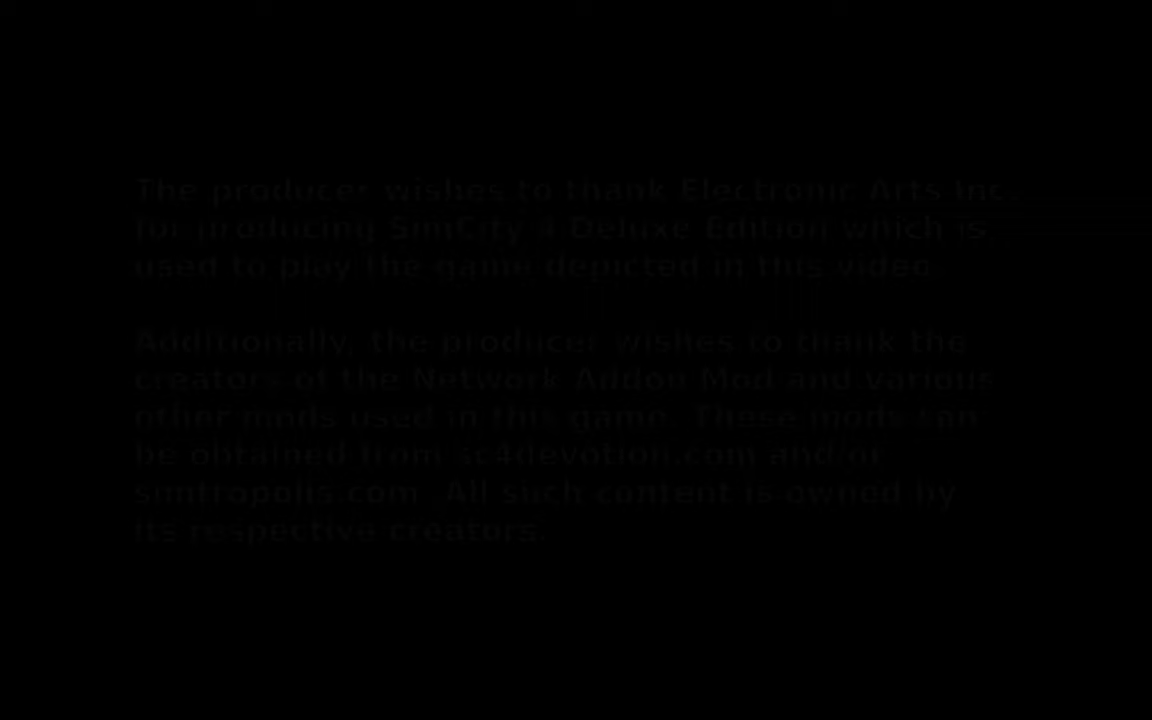 The producer wishes to thank Electronic Arts Inc.
for producing SimCity 4 Deluxe Edition which is
used to play the game depicted in this video.
Additionally, the producer wishes to thank the
creators of the Network Addon Mod and various
other mods used in this game. These mods can
be obtained from sc4devotion.com and/or
simtropolis.com. All such content is owned by
its respective creators.